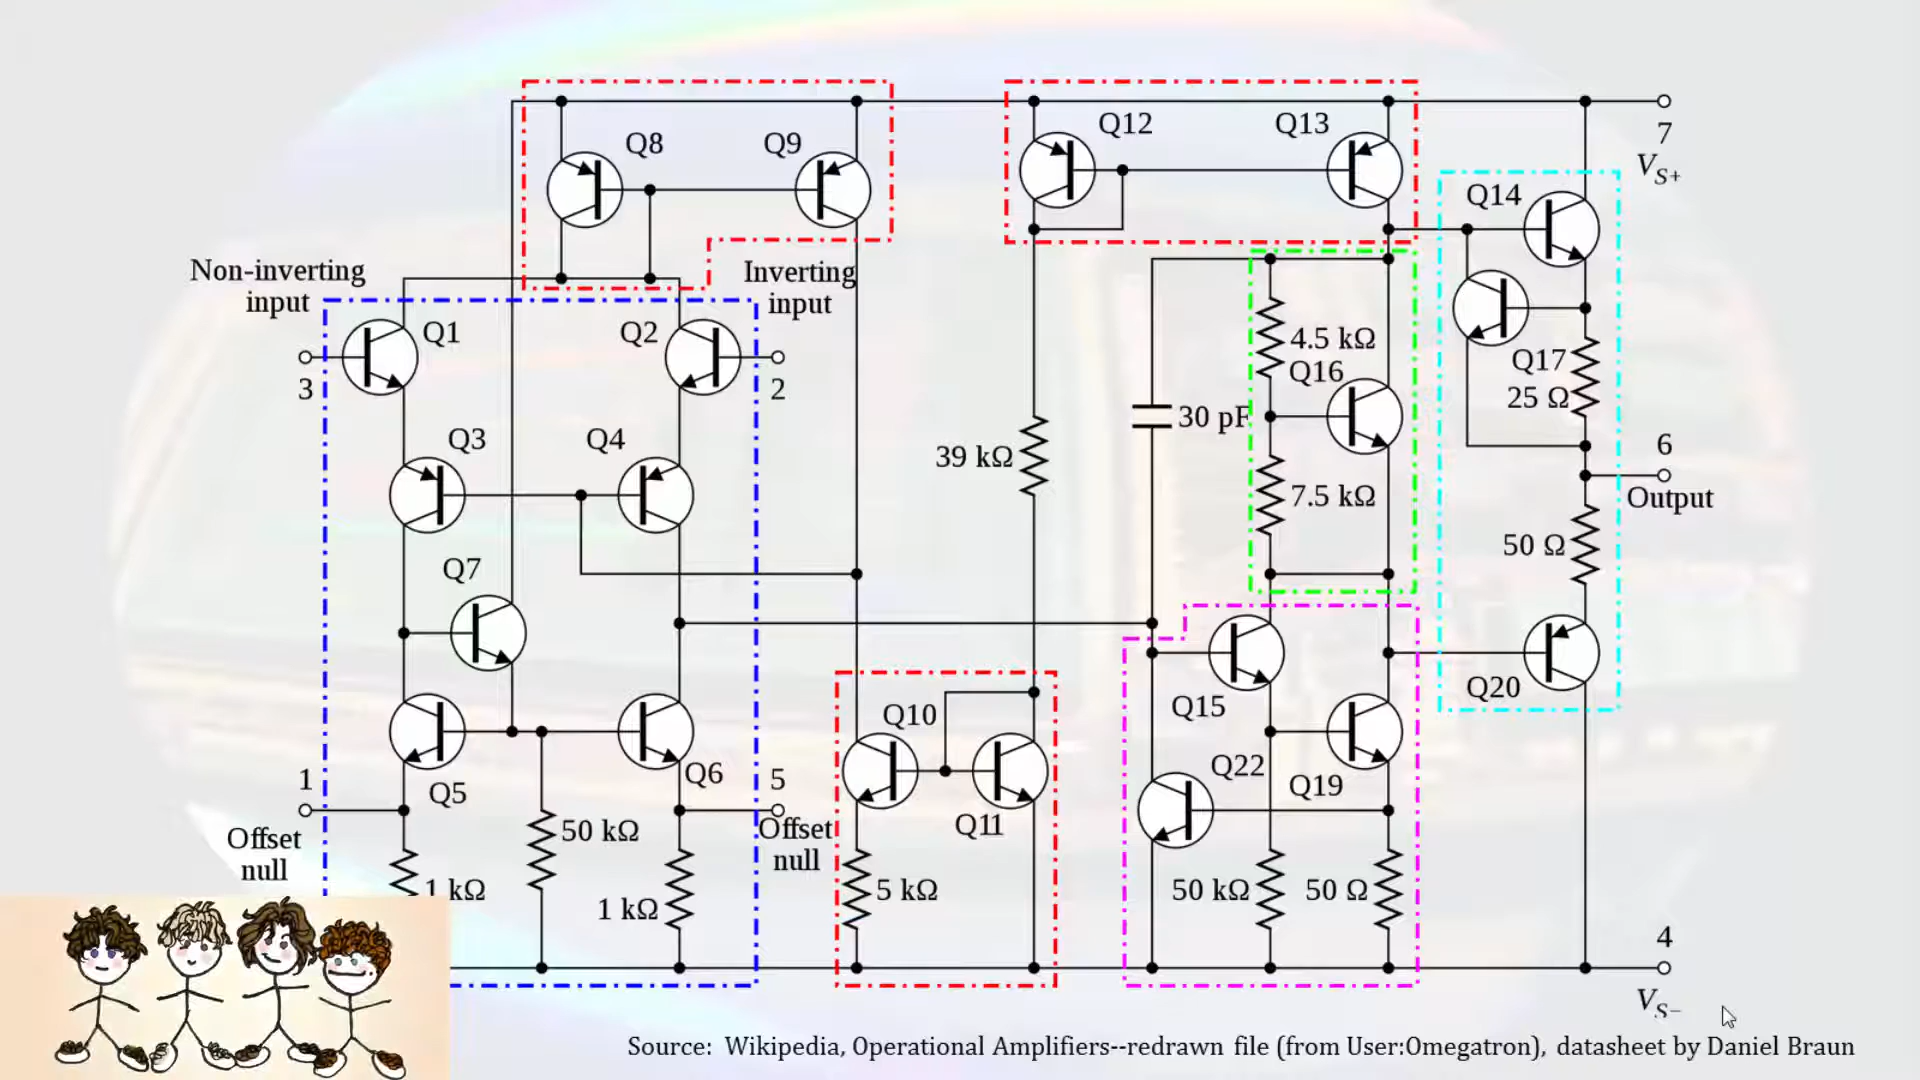 Q12
Q13
7
V_S+
Q8
Q9
Q14
Non-inverting
input
Inverting
input
Q1
Q2
3
2
4.5 kΩ
Q16
Q17
25 Ω
30 pF
Q3
Q4
39 kΩ
6
Output
7.5 kΩ
50 Ω
Q7
Q15
Q20
Q10
Q22
Q19
1
Q5
Q6
5
Offset
null
Offset
null
50 kΩ
Q11
1 kΩ
1 kΩ
5 kΩ
50 kΩ
50 Ω
4
V_S−
Source: Wikipedia, Operational Amplifiers--redrawn file (from User:Omegatron), datasheet by Daniel Braun